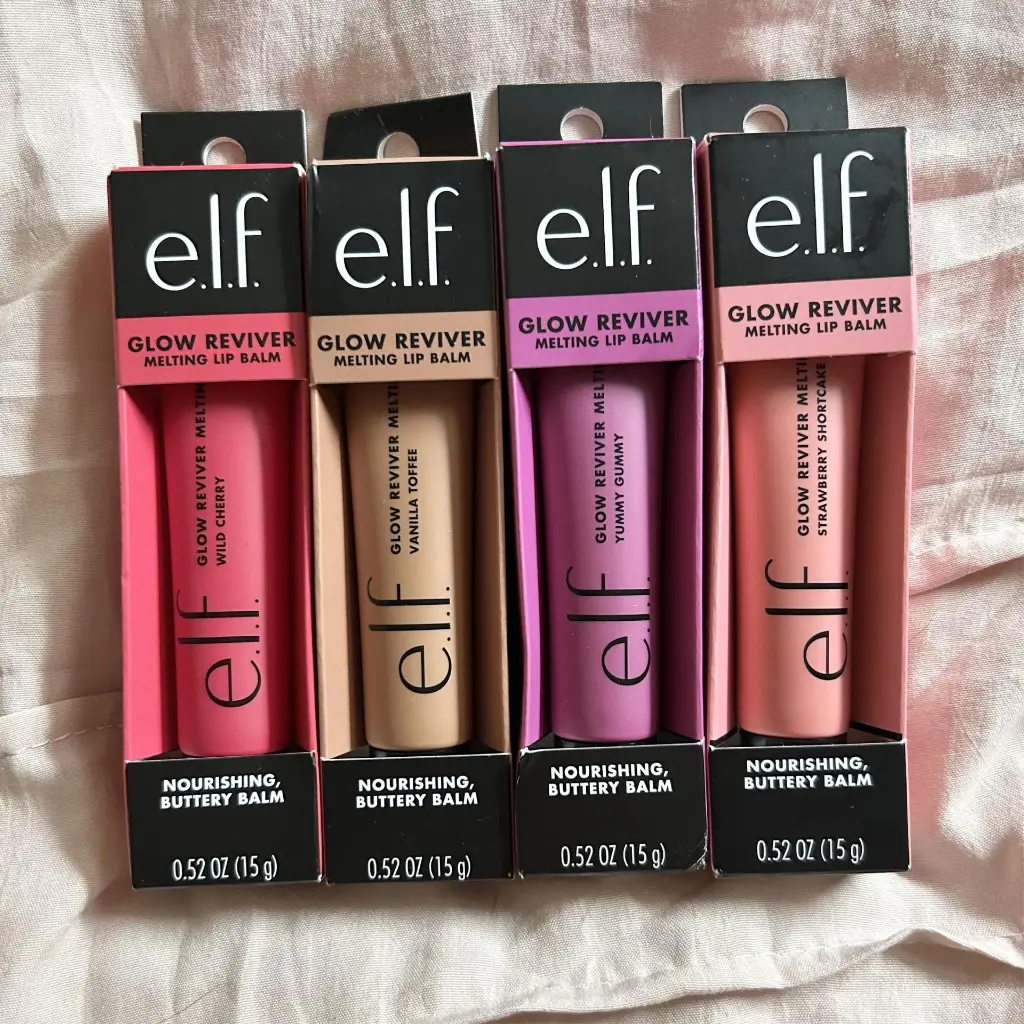 e.l.f.
GLOW REVIVER
MELTING LIP BALM
GLOW REVIVER MELTIN
WILD CHERRY
e.l.f.
NOURISHING,
BUTTERY BALM
0.52 OZ (15 g)
e.l.f.
GLOW REVIVER
MELTING LIP BALM
GLOW REVIVER MELTI
VANILLA TOFFEE
e.l.f.
NOURISHING,
BUTTERY BALM
0.52 OZ (15 g)
e.l.f.
GLOW REVIVER
MELTING LIP BALM
GLOW REVIVER MELTI
YUMMY GUMMY
e.l.f.
NOURISHING,
BUTTERY BALM
0.52 OZ (15 g)
e.l.f.
GLOW REVIVER
MELTING LIP BALM
GLOW REVIVER MELTI
STRAWBERRY SHORTCAKE
e.l.f.
NOURISHING,
BUTTERY BALM
0.52 OZ (15 g)